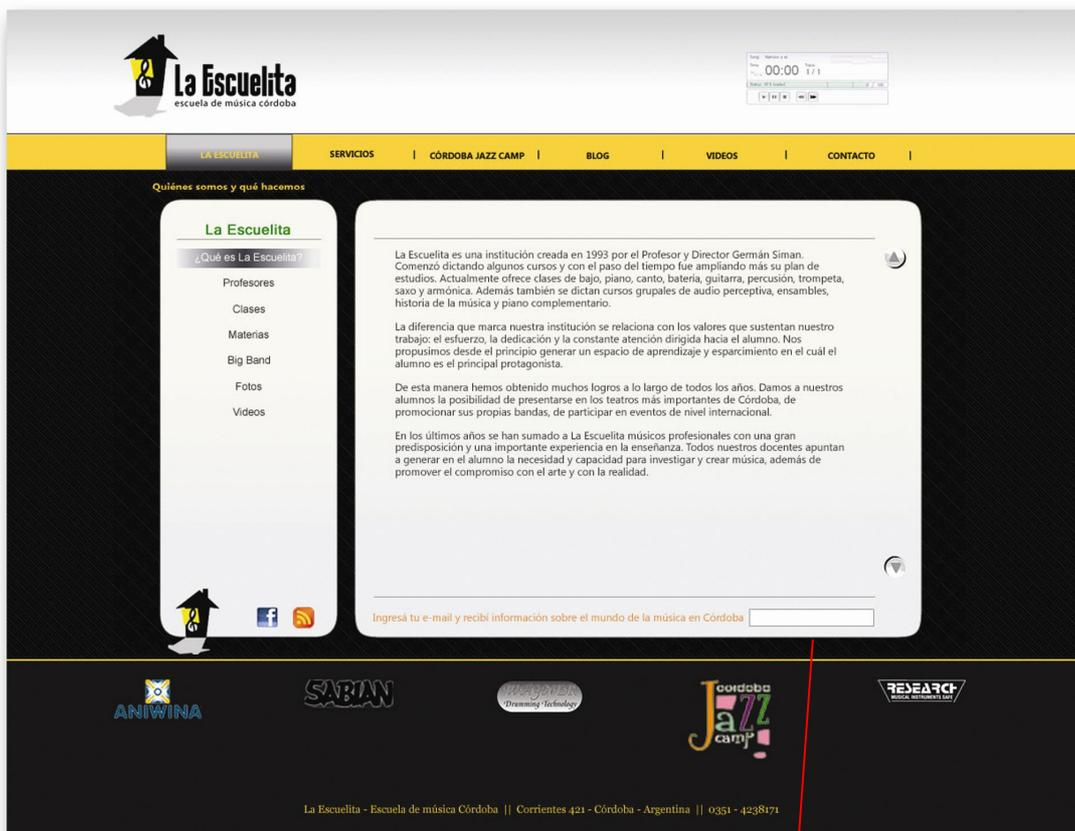 La Escuelita
escuela de música córdoba
00:00
1 / 1
LA ESCUELITA
SERVICIOS | CÓRDOBA JAZZ CAMP | BLOG | VIDEOS | CONTACTO |
Quiénes somos y qué hacemos
La Escuelita
¿Qué es La Escuelita?
Profesores
Clases
Materias
Big Band
Fotos
Videos
La Escuelita es una institución creada en 1993 por el Profesor y Director Germán Siman.
Comenzó dictando algunos cursos y con el paso del tiempo fue ampliando más su plan de
estudios. Actualmente ofrece clases de bajo, piano, canto, batería, guitarra, percusión, trompeta,
saxo y armónica. Además también se dictan cursos grupales de audio perceptiva, ensambles,
historia de la música y piano complementario.
La diferencia que marca nuestra institución se relaciona con los valores que sustentan nuestro
trabajo: el esfuerzo, la dedicación y la constante atención dirigida hacia el alumno. Nos
propusimos desde el principio generar un espacio de aprendizaje y esparcimiento en el cuál el
alumno es el principal protagonista.
De esta manera hemos obtenido muchos logros a lo largo de todos los años. Damos a nuestros
alumnos la posibilidad de presentarse en los teatros más importantes de Córdoba, de
promocionar sus propias bandas, de participar en eventos de nivel internacional.
En los últimos años se han sumado a La Escuelita músicos profesionales con una gran
predisposición y una importante experiencia en la enseñanza. Todos nuestros docentes apuntan
a generar en el alumno la necesidad y capacidad para investigar y crear música, además de
promover el compromiso con el arte y con la realidad.
Ingresá tu e-mail y recibí información sobre el mundo de la música en Córdoba
ANIWINA
SABIAN
Drumming Technology
cordoba
Jazz
camp
RESEARCH
MUSICAL INSTRUMENTS SAFE
La Escuelita - Escuela de música Córdoba || Corrientes 421 - Córdoba - Argentina || 0351 - 4238171